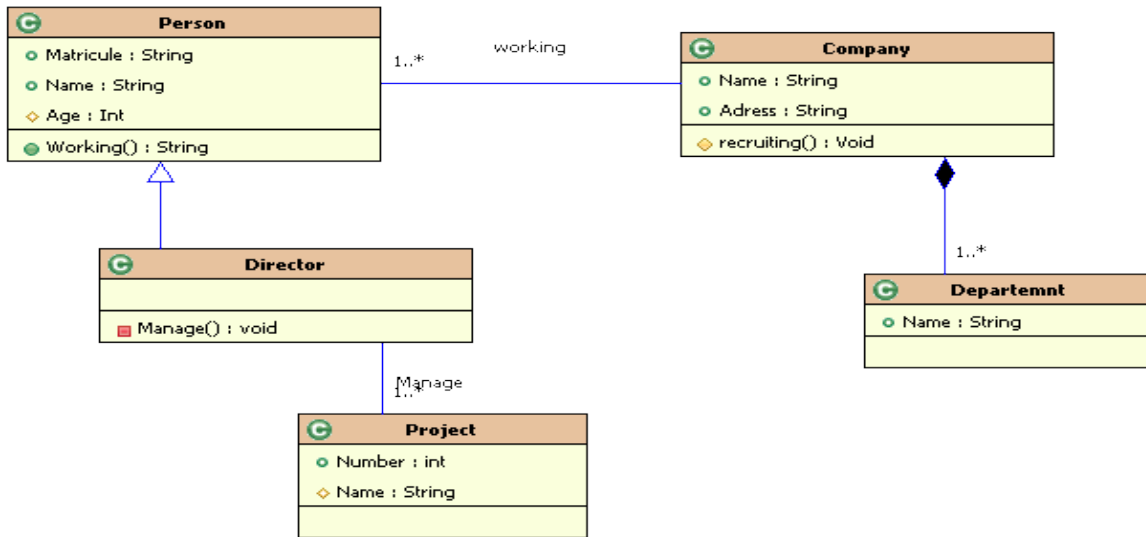 C Person
Matricule : String
Name : String
Age : Int
Working() : String
working
1..*
C Company
Name : String
Adress : String
recruiting() : Void
C Director
Manage() : void
1..*
C Departemnt
Name : String
Manage
1..*
C Project
Number : int
Name : String